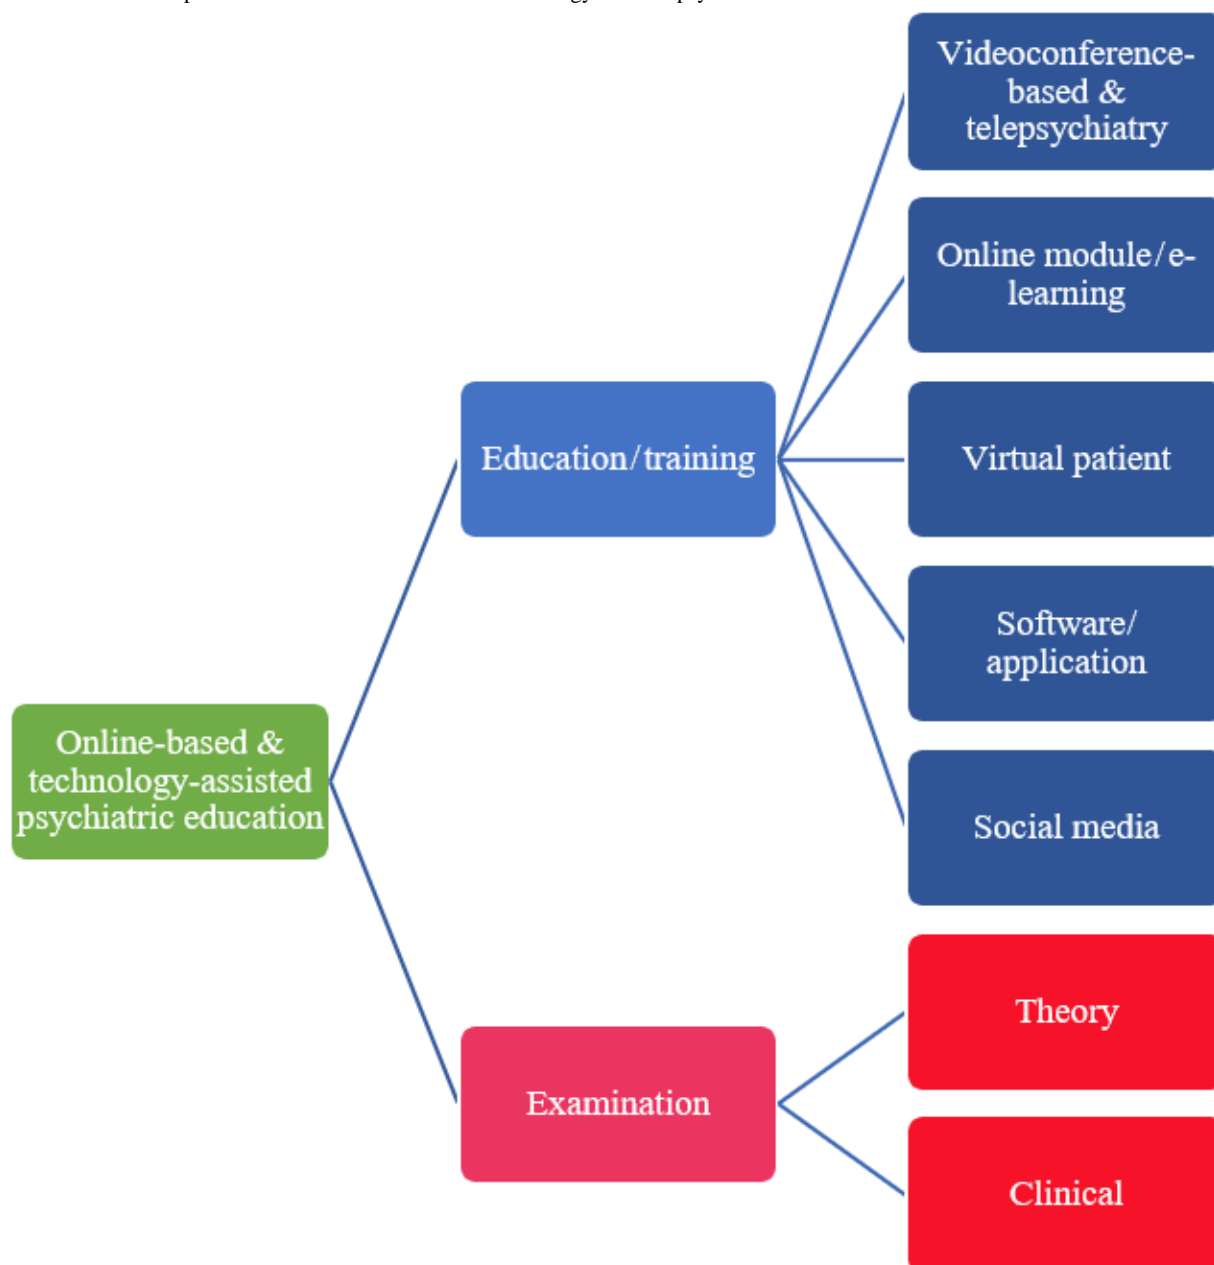 Videoconference-
based &
telepsychiatry
Online module/e-
learning
Education/training
Virtual patient
Software/
application
Online-based &
technology-assisted
psychiatric education
Social media
Theory
Examination
Clinical